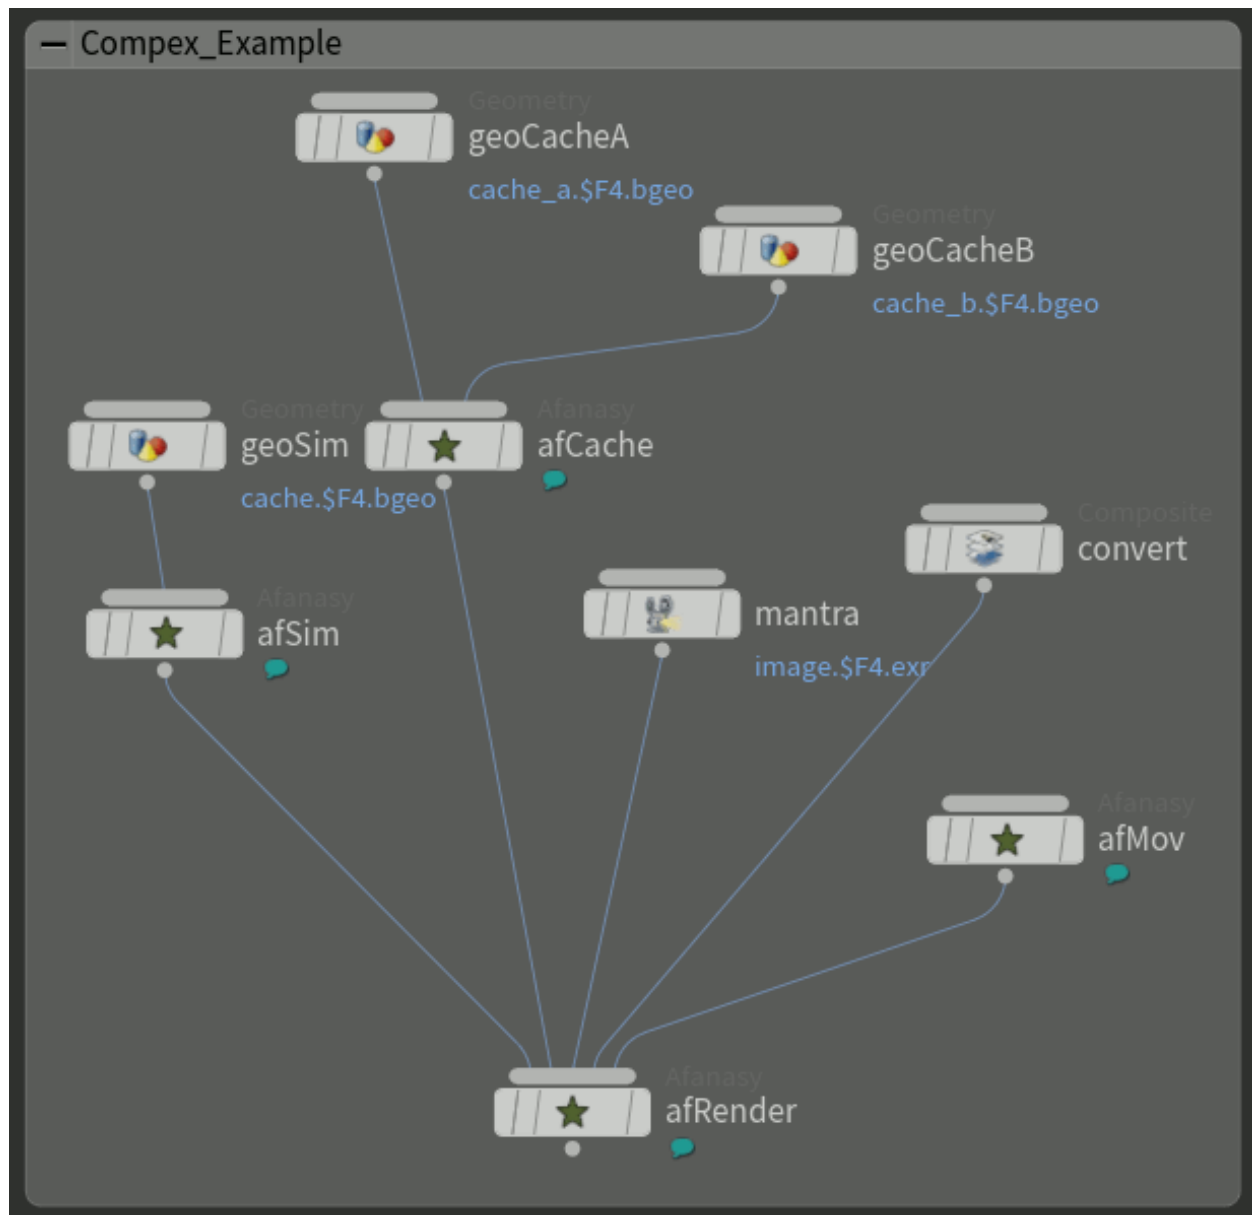 Compex_Example
Geometry
geoCacheA
cache_a.$F4.bgeo
Geometry
geoCacheB
cache_b.$F4.bgeo
Geometry
geoSim
cache.$F4.bgeo
Afanasy
afCache
Composite
convert
Afanasy
afSim
mantra
image.$F4.exr
Afanasy
afMov
Afanasy
afRender